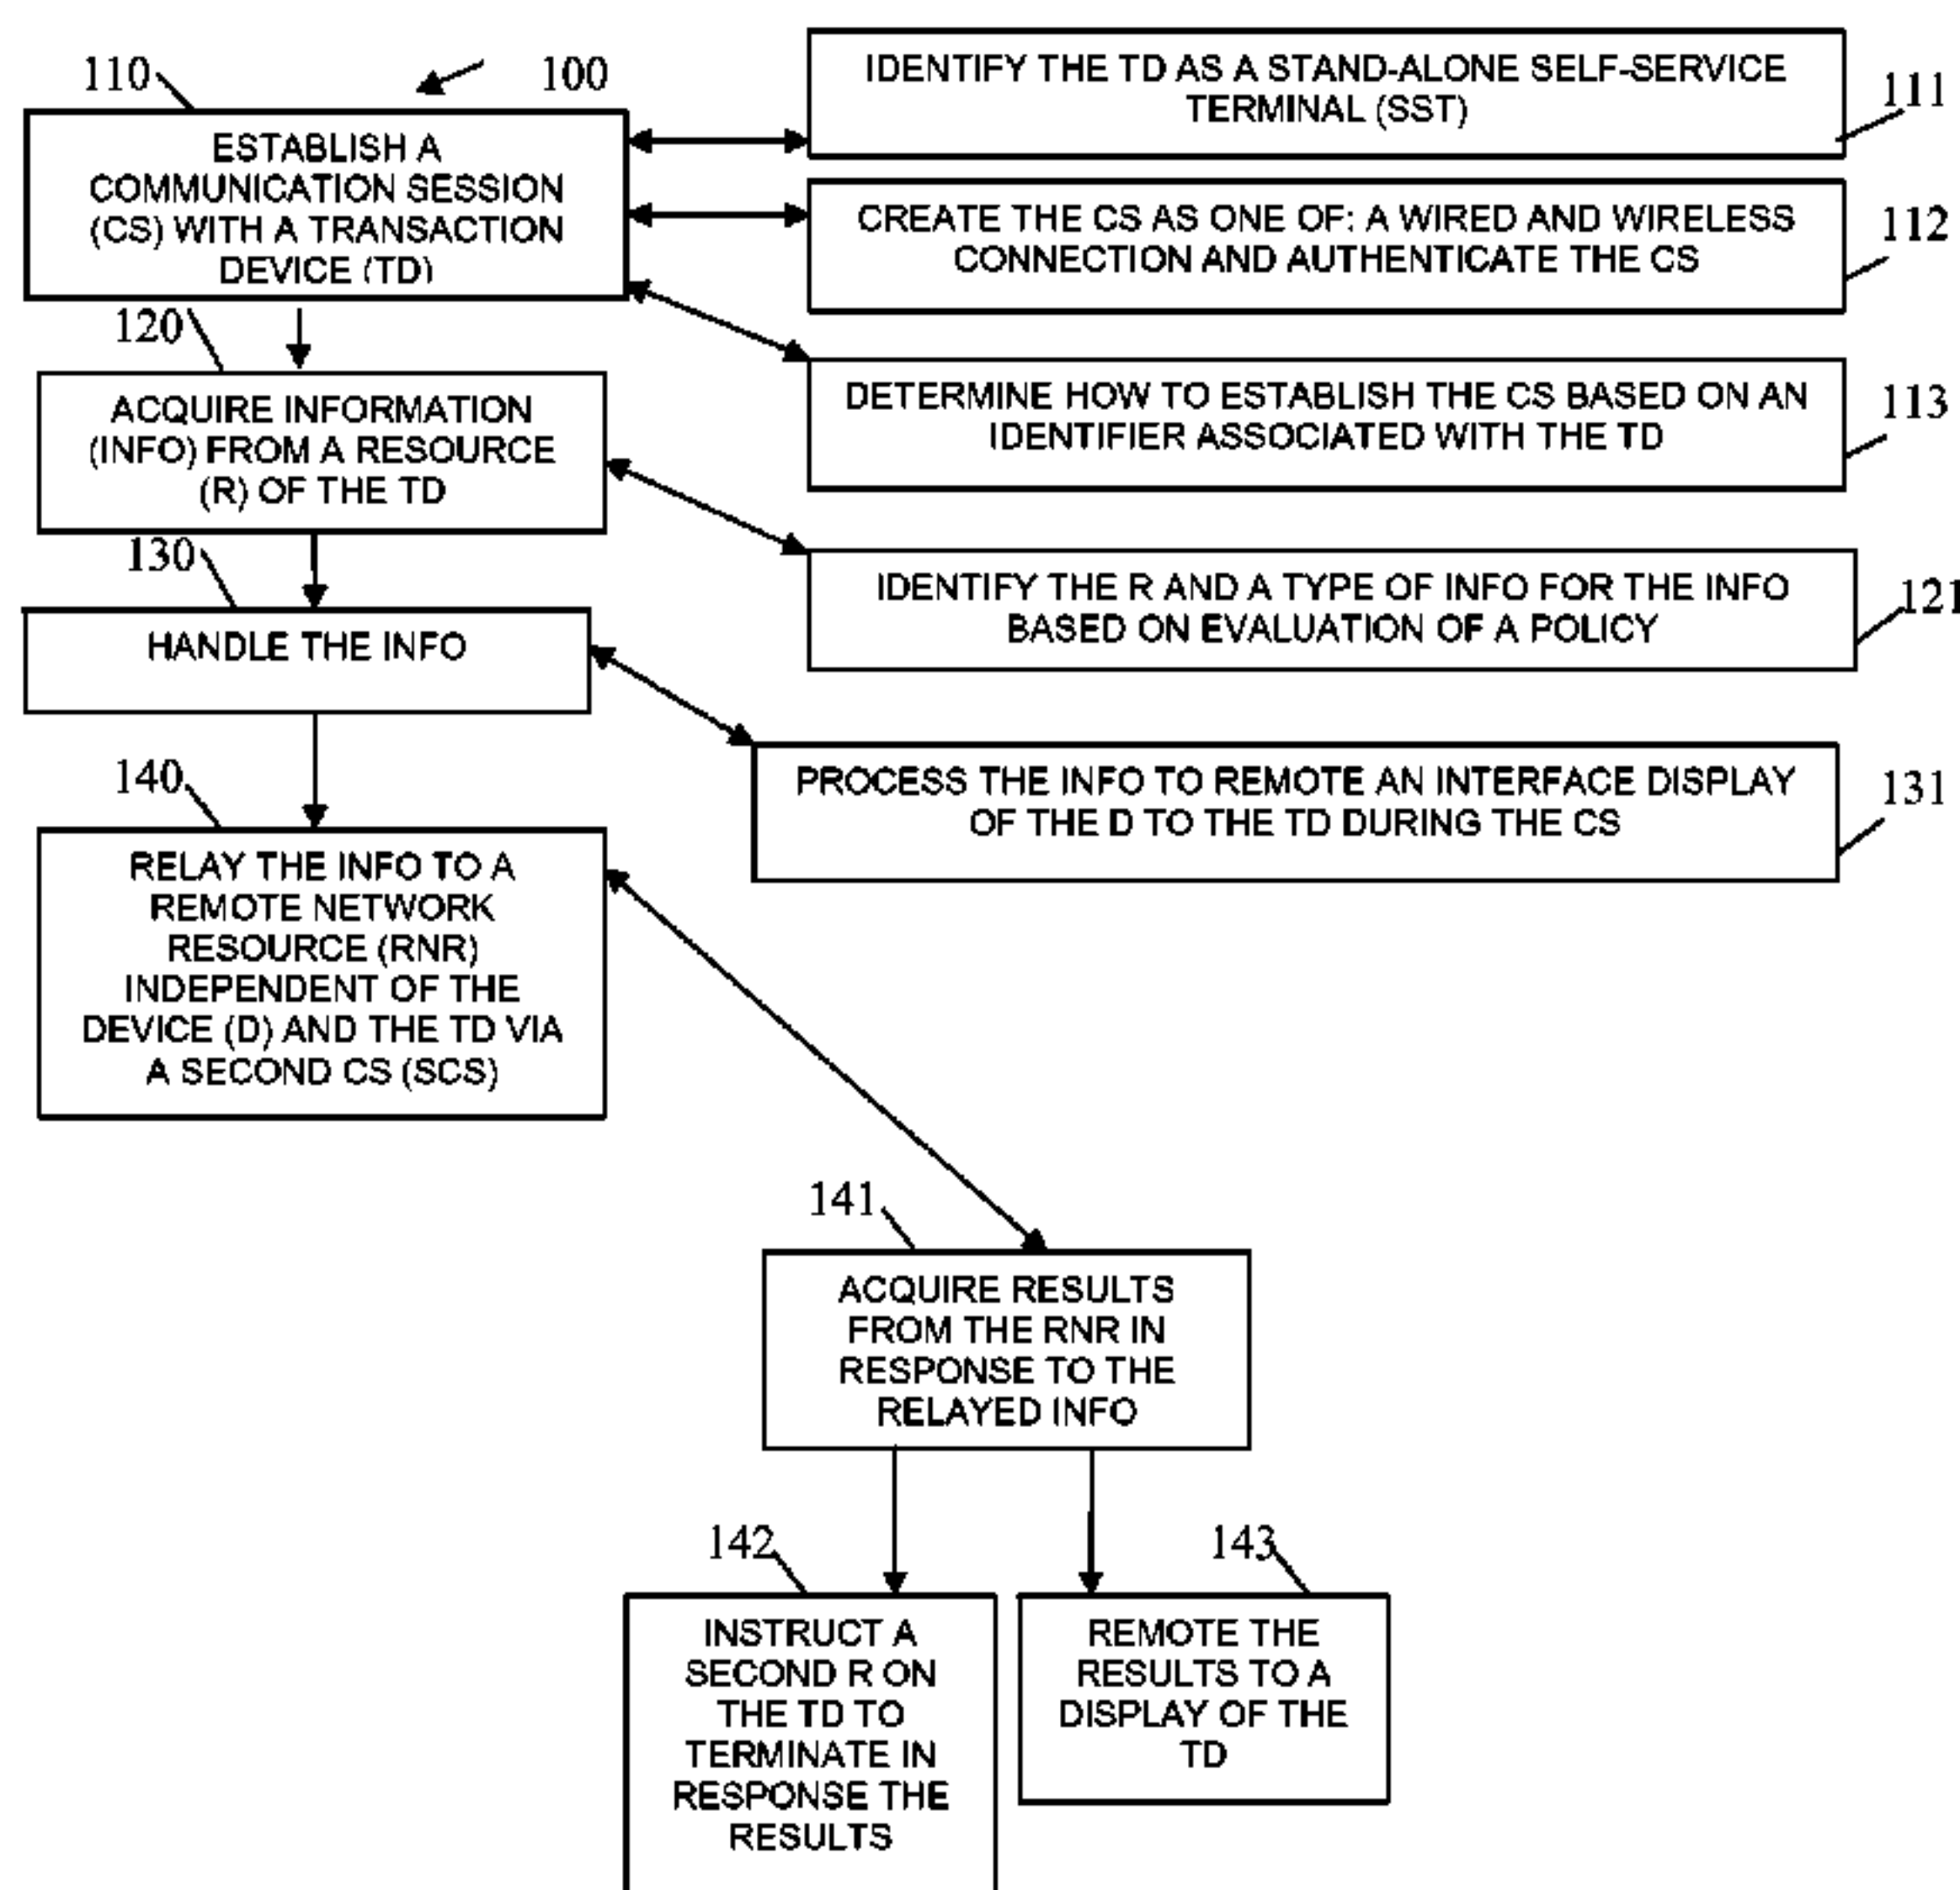 110
100
ESTABLISH A
COMMUNICATION SESSION
(CS) WITH A TRANSACTION
DEVICE (TD)
IDENTIFY THE TD AS A STAND-ALONE SELF-SERVICE
TERMINAL (SST)
111
CREATE THE CS AS ONE OF: A WIRED AND WIRELESS
CONNECTION AND AUTHENTICATE THE CS
112
DETERMINE HOW TO ESTABLISH THE CS BASED ON AN
IDENTIFIER ASSOCIATED WITH THE TD
113
120
ACQUIRE INFORMATION
(INFO) FROM A RESOURCE
(R) OF THE TD
IDENTIFY THE R AND A TYPE OF INFO FOR THE INFO
BASED ON EVALUATION OF A POLICY
121
130
HANDLE THE INFO
PROCESS THE INFO TO REMOTE AN INTERFACE DISPLAY
OF THE D TO THE TD DURING THE CS
131
140
RELAY THE INFO TO A
REMOTE NETWORK
RESOURCE (RNR)
INDEPENDENT OF THE
DEVICE (D) AND THE TD VIA
A SECOND CS (SCS)
141
ACQUIRE RESULTS
FROM THE RNR IN
RESPONSE TO THE
RELAYED INFO
142
INSTRUCT A
SECOND R ON
THE TD TO
TERMINATE IN
RESPONSE THE
RESULTS
143
REMOTE THE
RESULTS TO A
DISPLAY OF THE
TD